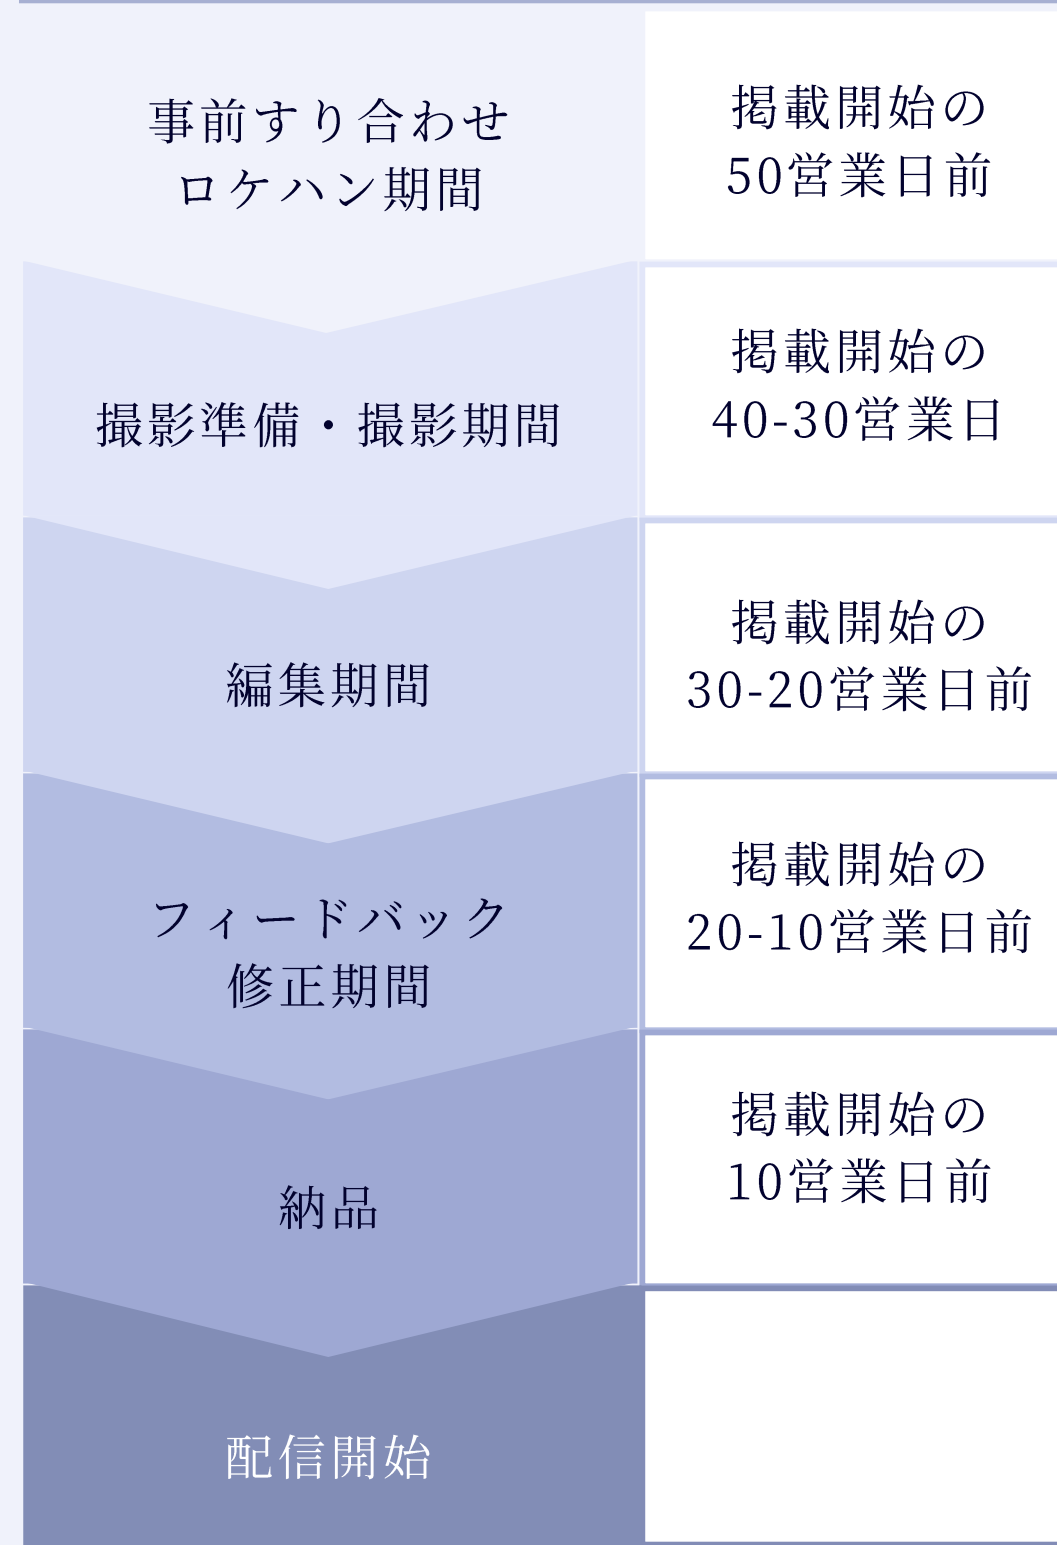 事前すり合わせ
ロケハン期間
掲載開始の
50営業日前
撮影準備・撮影期間
掲載開始の
40-30営業日
編集期間
掲載開始の
30-20営業日前
フィードバック
修正期間
掲載開始の
20-10営業日前
納品
掲載開始の
10営業日前
配信開始